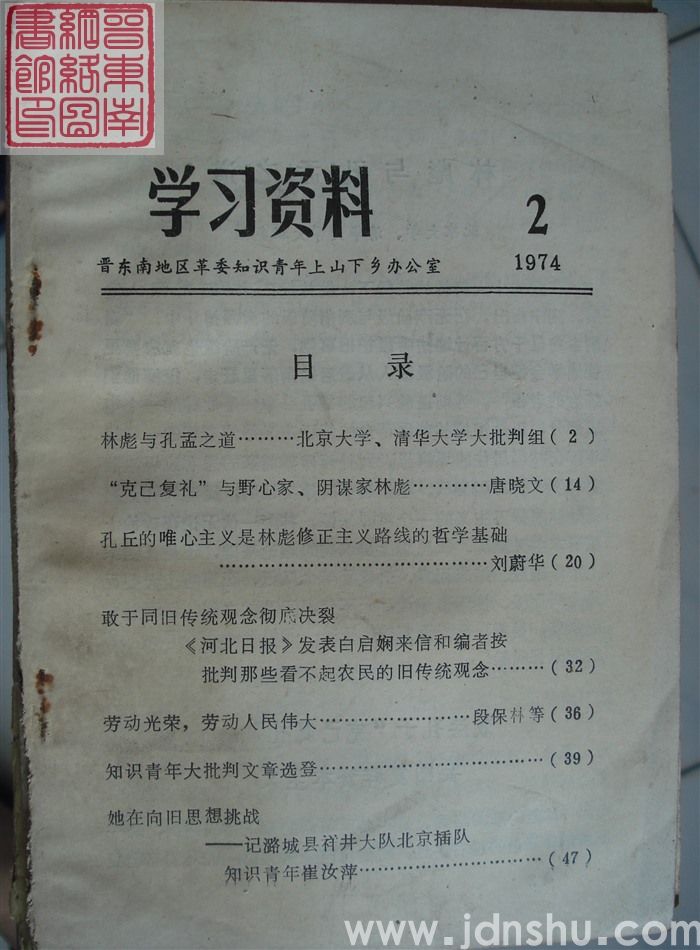 晋东南
网络图
书馆印
学习资料
2
晋东南地区革委知识青年上山下乡办公室
1974
目 录
林彪与孔孟之道………北京大学、清华大学大批判组(2)
“克己复礼”与野心家、阴谋家林彪…………唐晓文(14)
孔丘的唯心主义是林彪修正主义路线的哲学基础
……………………………………刘蔚华(20)
敢于同旧传统观念彻底决裂
《河北日报》发表白启娴来信和编者按
批判那些看不起农民的旧传统观念………(32)
劳动光荣，劳动人民伟大……………………段保林等(36)
知识青年大批判文章选登………………………………(39)
她在向旧思想挑战
——记潞城县祥井大队北京插队
知识青年崔汝萍…………………………(47)
www.jdnshu.com